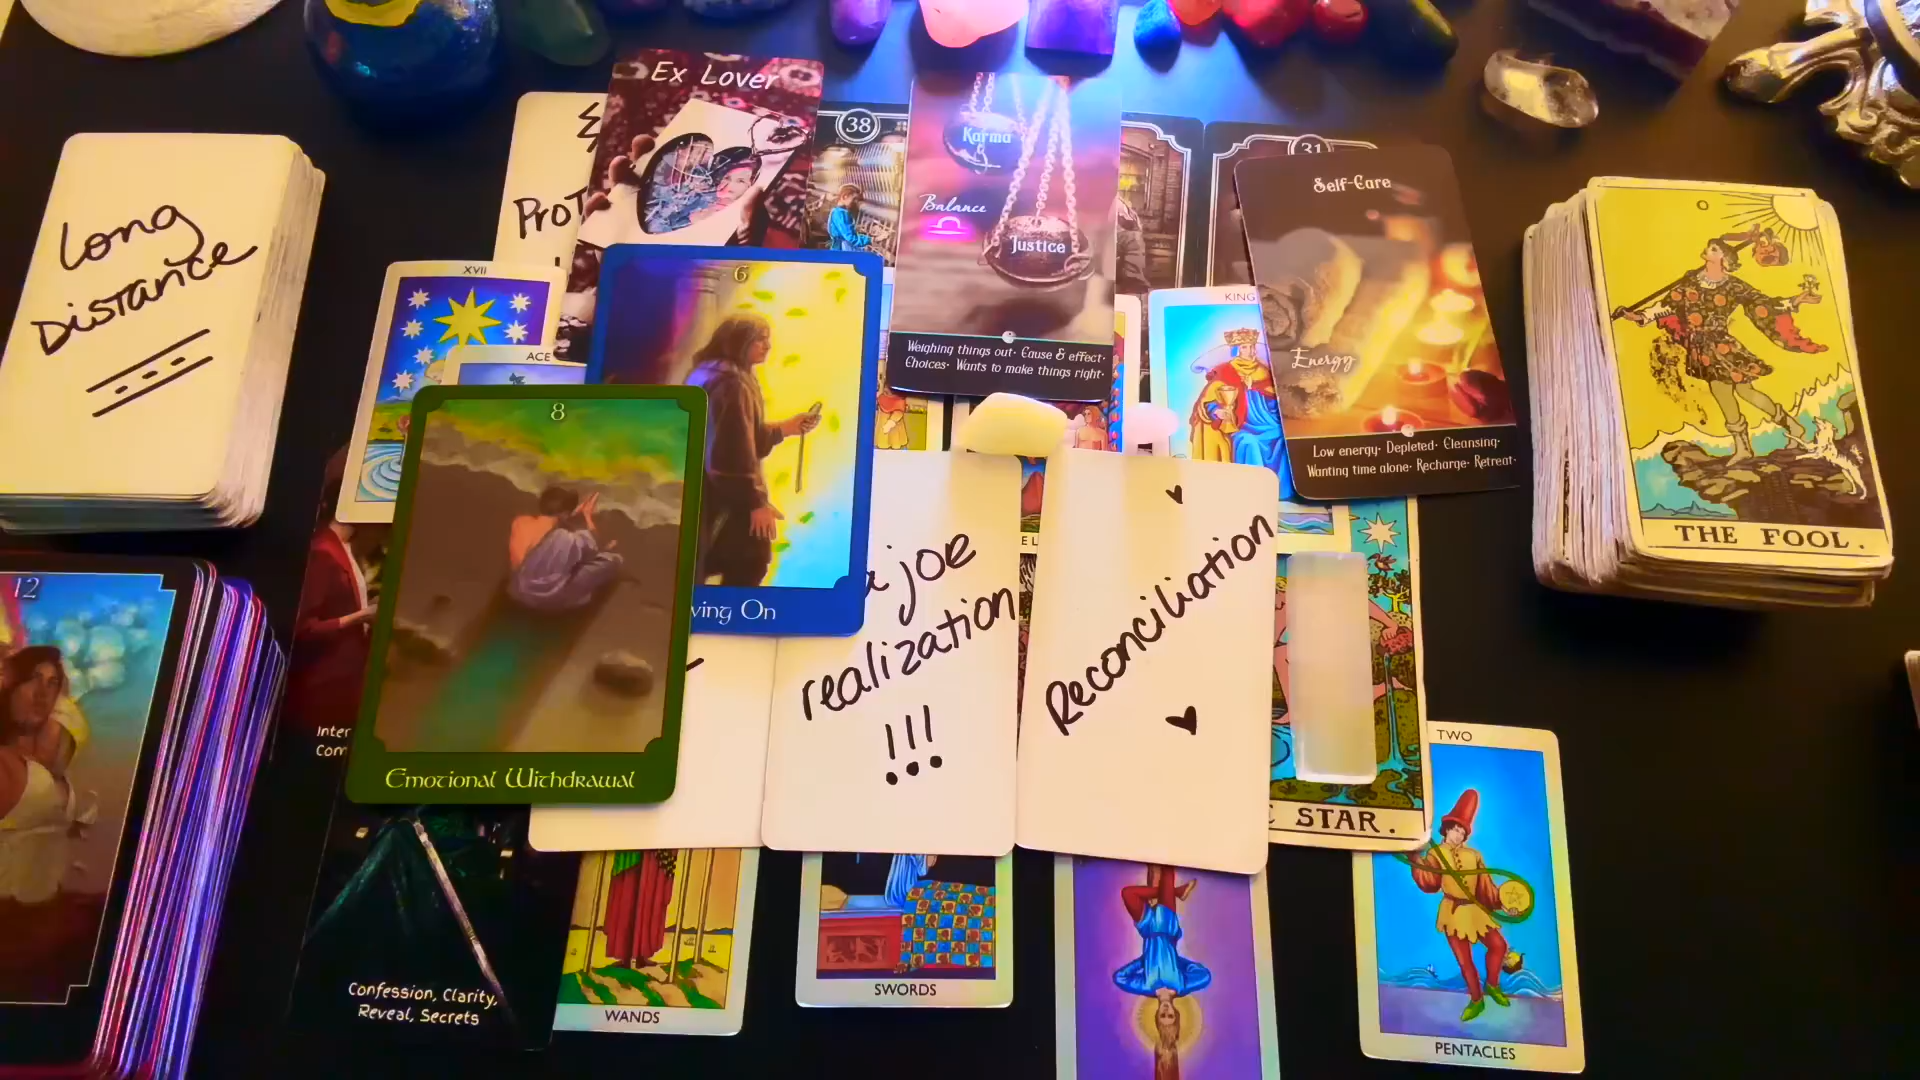 Long
Distance
12
Ex Lover
38
Karma
Balance
Justice
Weighing things out· Cause & effect·
Choices· Wants to make things right·
31
Self-Care
Energy
Low energy· Depleted· Cleansing·
Wanting time alone· Recharge· Retreat·
THE FOOL.
XVII
ACE
6
KING
8
Emotional Withdrawal
On
joe
realization
!!!
Reconciliation
STAR.
TWO
PENTACLES
Confession, Clarity,
Reveal, Secrets
WANDS
SWORDS